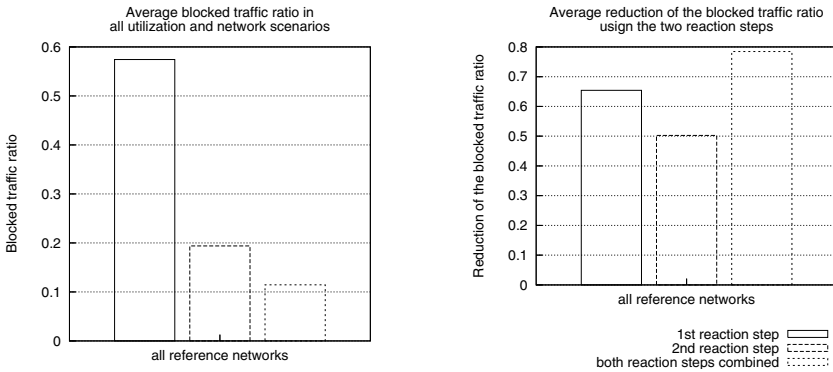 Average blocked traffic ratio in
all utilization and network scenarios
0.6
0.5
0.4
0.3
0.2
0.1
0
Blocked traffic ratio
all reference networks
Average reduction of the blocked traffic ratio
usign the two reaction steps
0.8
0.7
0.6
0.5
0.4
0.3
0.2
0.1
0
Reduction of the blocked traffic ratio
all reference networks
1st reaction step
2nd reaction step
both reaction steps combined